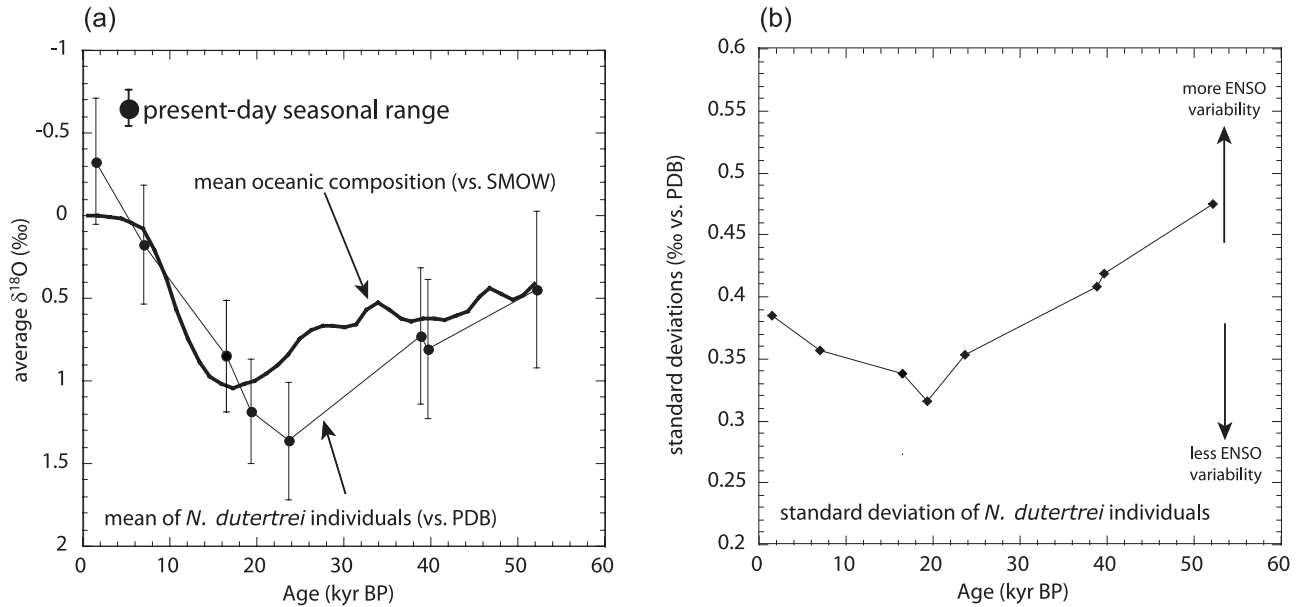 (a)
-1
-0.5
0
0.5
1
1.5
2
average δ¹⁸O (‰)
present-day seasonal range
mean oceanic composition (vs. SMOW)
mean of N. dutertrei individuals (vs. PDB)
0 10 20 30 40 50 60
Age (kyr BP)
(b)
0.6
0.55
0.5
0.45
0.4
0.35
0.3
0.25
0.2
standard deviations (‰ vs. PDB)
more ENSO
variability
less ENSO
variability
standard deviation of N. dutertrei individuals
0 10 20 30 40 50 60
Age (kyr BP)